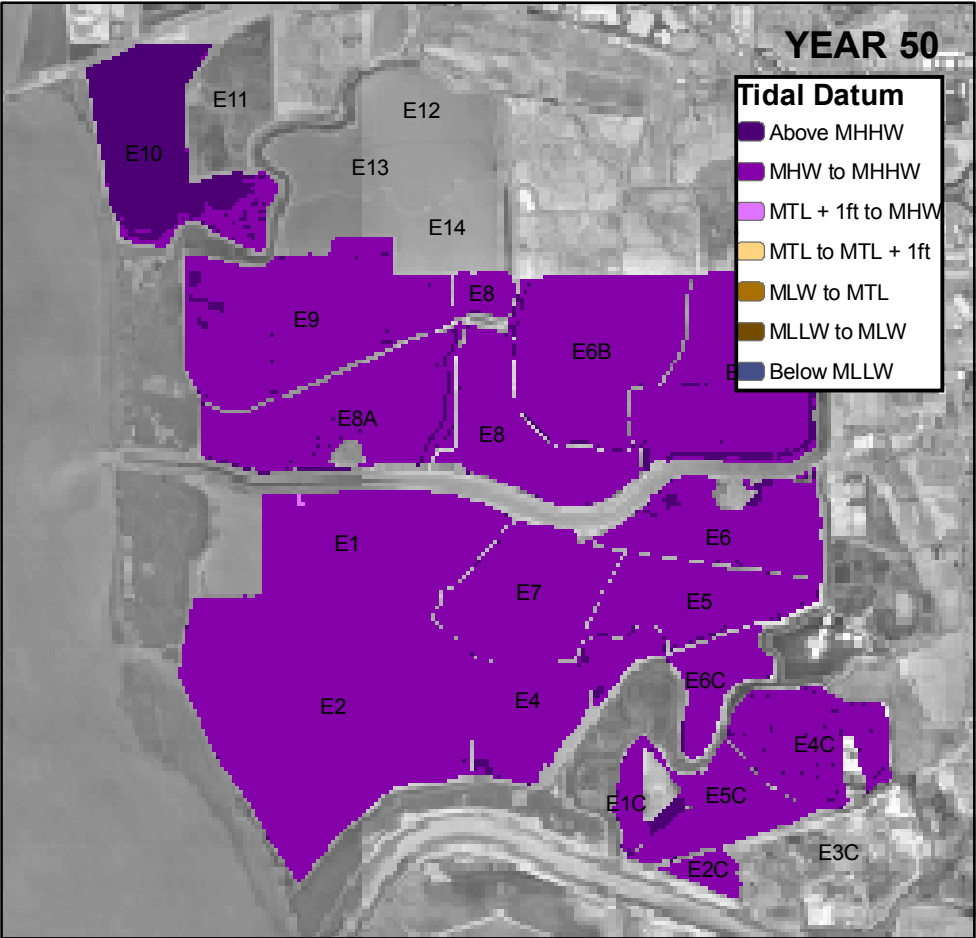 YEAR 50
Tidal Datum
Above MHHW
MHW to MHHW
MTL + 1ft to MHW
MTL to MTL + 1ft
MLW to MTL
MLLW to MLW
Below MLLW
E11
E12
E10
E13
E14
E8
E9
E6B
E8A
E8
E1
E6
E7
E5
E6C
E2
E4
E4C
E1C
E5C
E3C
E2C